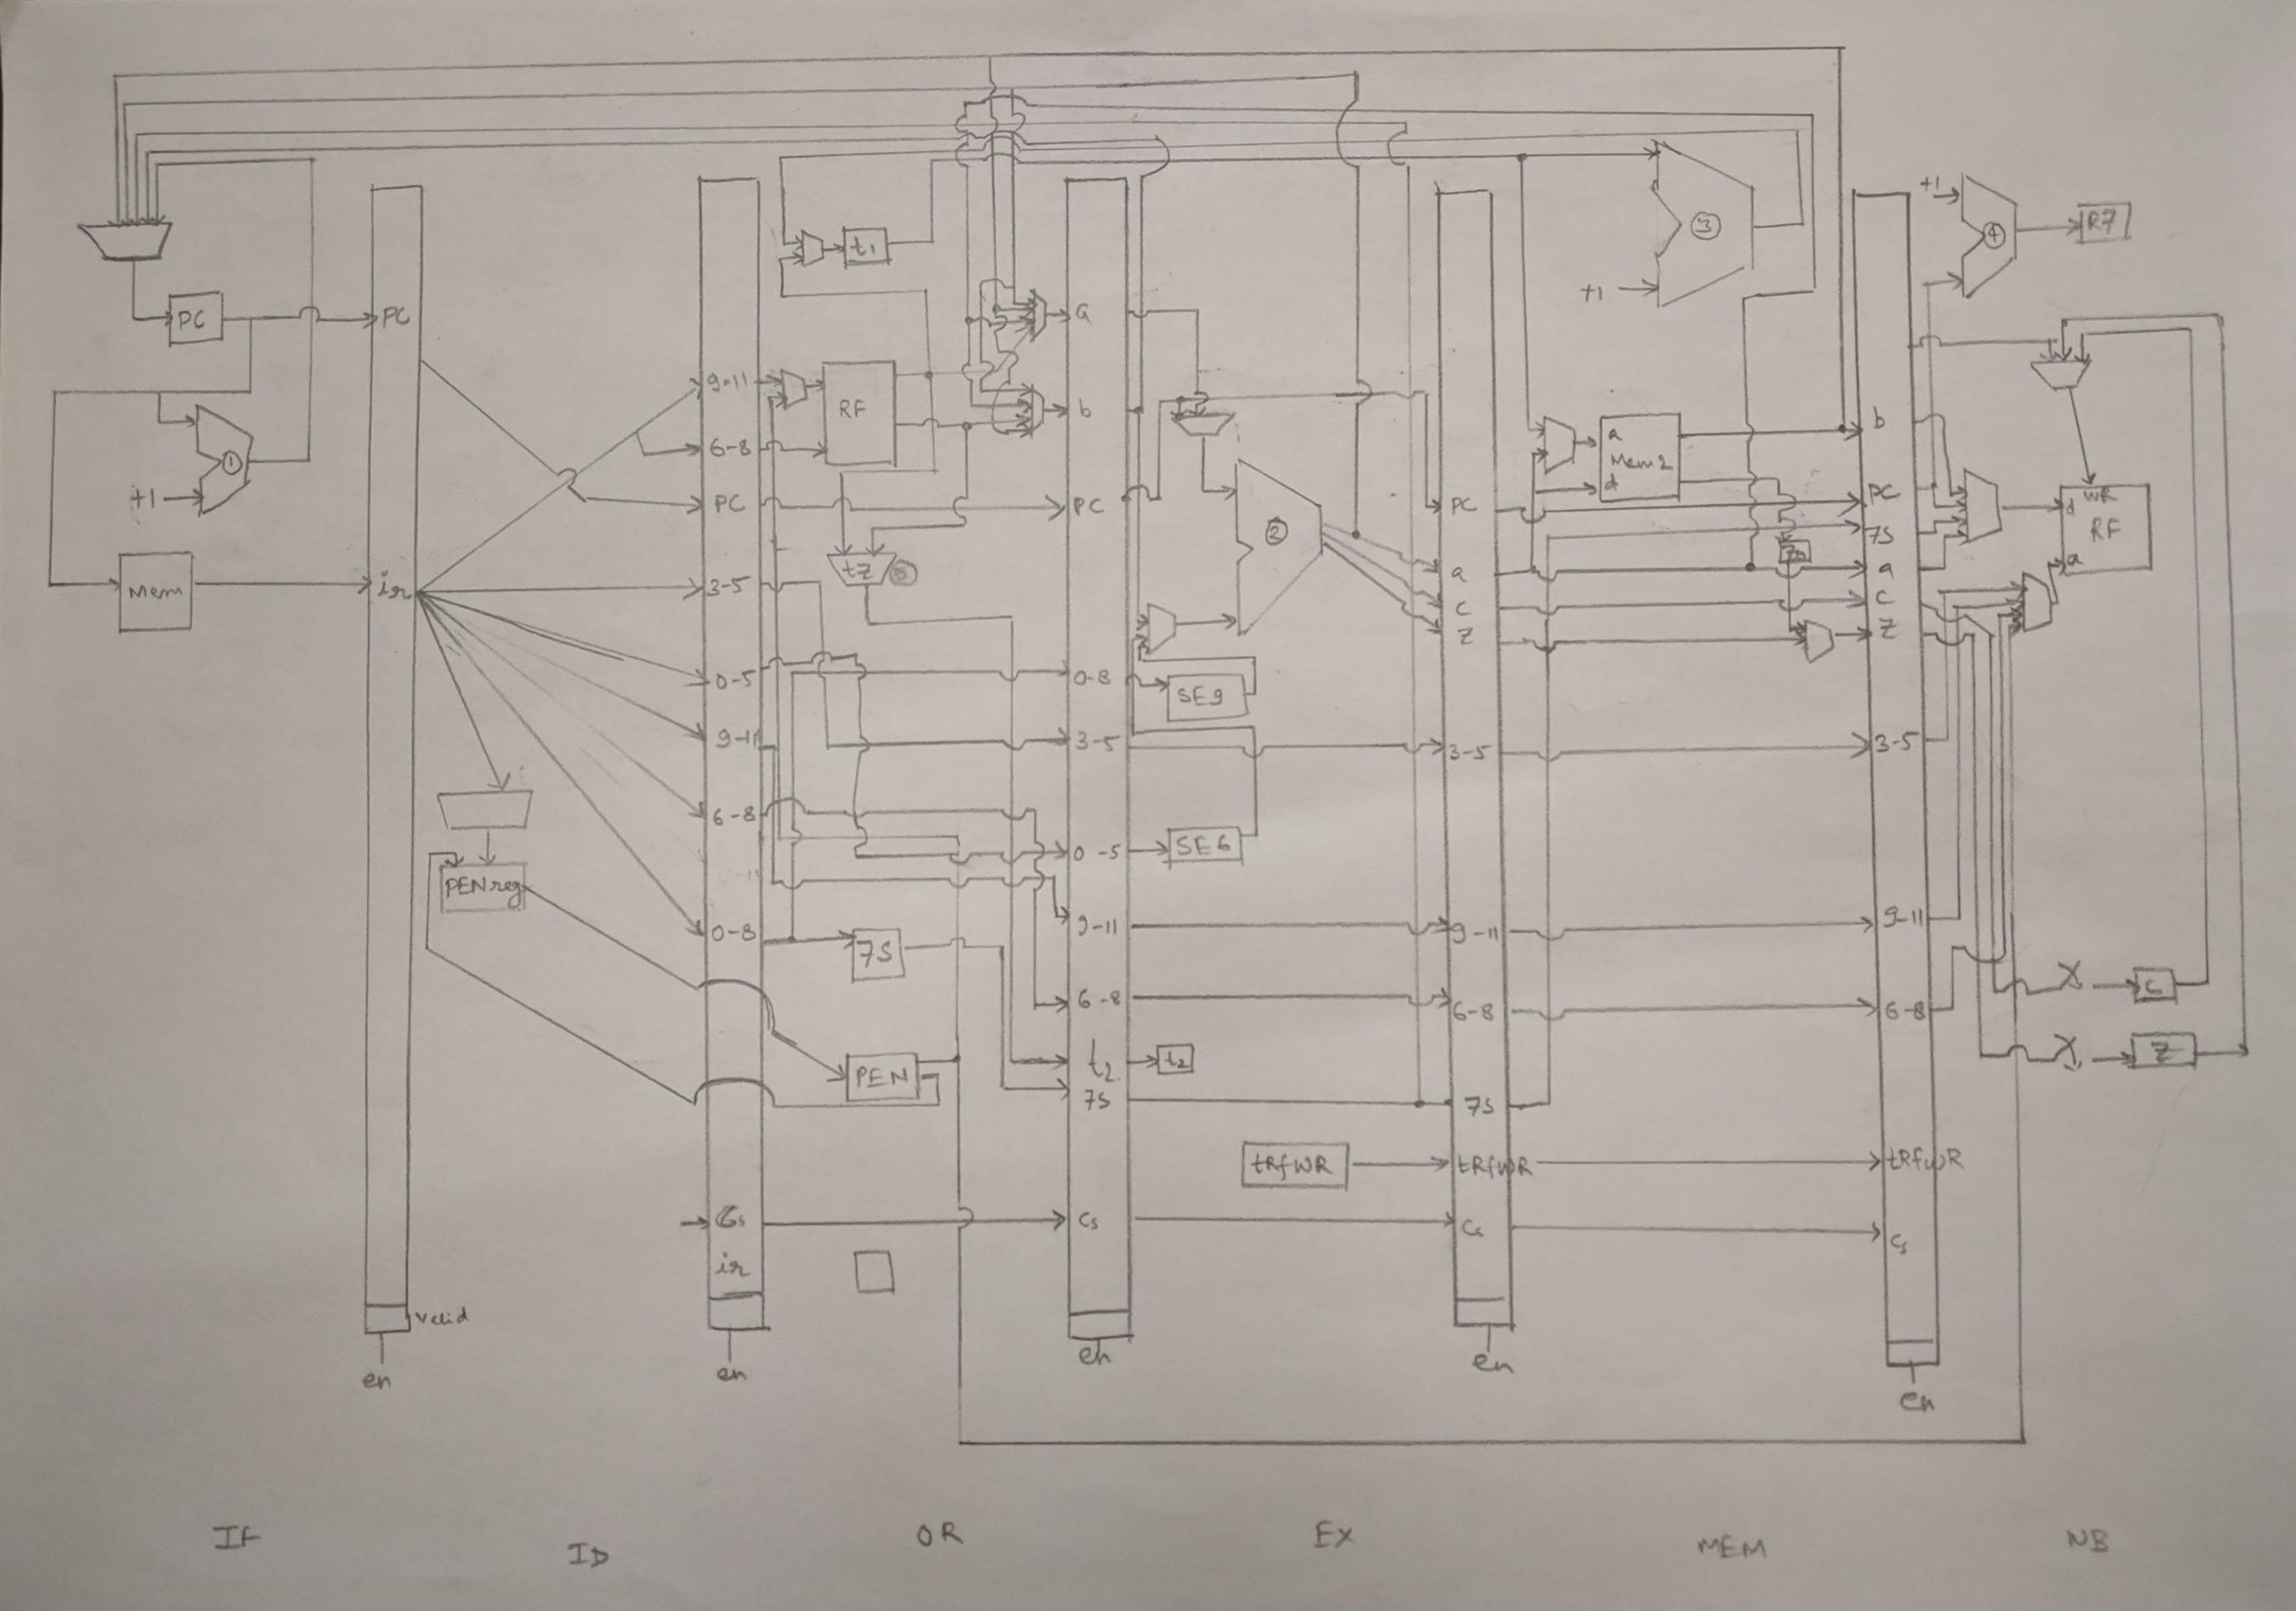 PC
+1
1
Mem
PC
ir
valid
en
PENreg
9-11
6-8
PC
3-5
0-5
9-11
6-8
11
0-8
Cs
ir
en
t1
RF
tz
5
7S
PEN
a
b
PC
0-8
3-5
0-5
9-11
6-8
t2
7S
Cs
en
2
SE9
SE6
t2
tRfWR
PC
a
c
z
3-5
9-11
6-8
7S
tRfWR
Cs
en
3
+1
a
Mem2
d
b
PC
7S
a
c
z
3-5
9-11
6-8
tRfWR
Cs
en
+1
4
R7
WR
d
RF
a
C
Z
IF
ID
OR
EX
MEM
WB